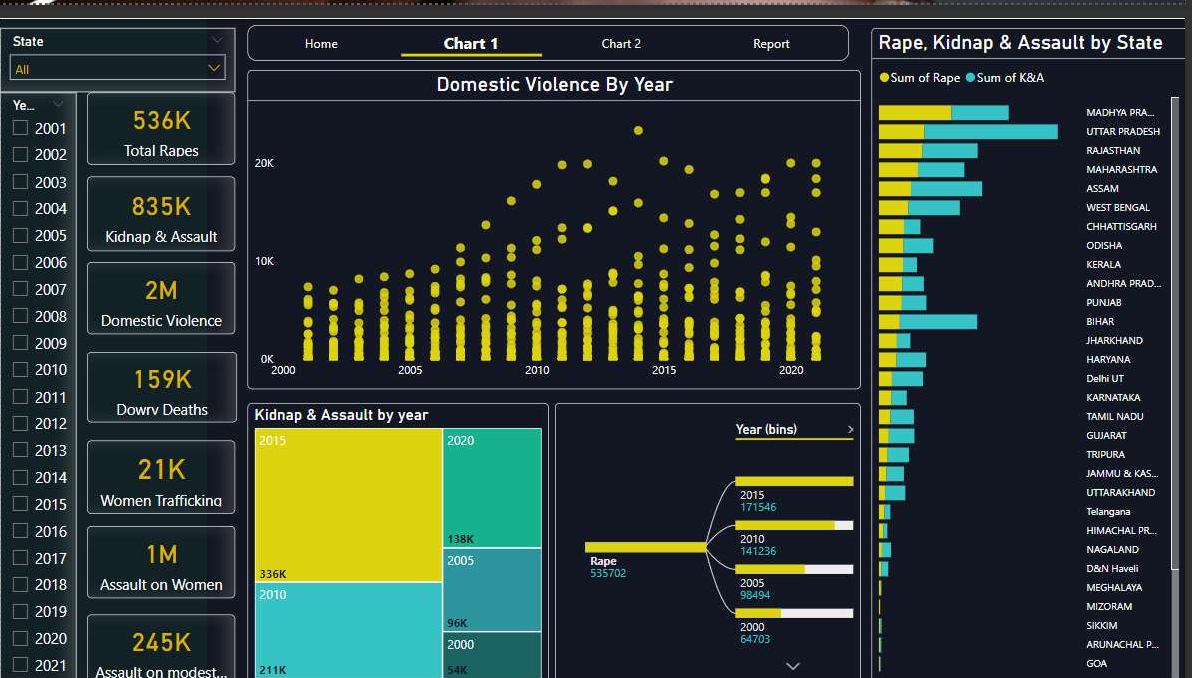 State
All
Ye...
2001
2002
2003
2004
2005
2006
2007
2008
2009
2010
2011
2012
2013
2014
2015
2016
2017
2018
2019
2020
2021
536K
Total Rapes
835K
Kidnap & Assault
2M
Domestic Violence
159K
Dowry Deaths
21K
Women Trafficking
1M
Assault on Women
245K
Assault on modest...
Home Chart 1 Chart 2 Report
Domestic Violence By Year
20K
10K
0K
2000 2005 2010 2015 2020
Kidnap & Assault by year
2015
336K
2010
211K
2020
138K
2005
96K
2000
54K
Year (bins)
Rape
535702
2015
171546
2010
141236
2005
98494
2000
64703
Rape, Kidnap & Assault by State
Sum of Rape Sum of K&A
MADHYA PRA...
UTTAR PRADESH
RAJASTHAN
MAHARASHTRA
ASSAM
WEST BENGAL
CHHATTISGARH
ODISHA
KERALA
ANDHRA PRAD...
PUNJAB
BIHAR
JHARKHAND
HARYANA
Delhi UT
KARNATAKA
TAMIL NADU
GUJARAT
TRIPURA
JAMMU & KAS...
UTTARAKHAND
Telangana
HIMACHAL PR...
NAGALAND
D&N Haveli
MEGHALAYA
MIZORAM
SIKKIM
ARUNACHAL P...
GOA